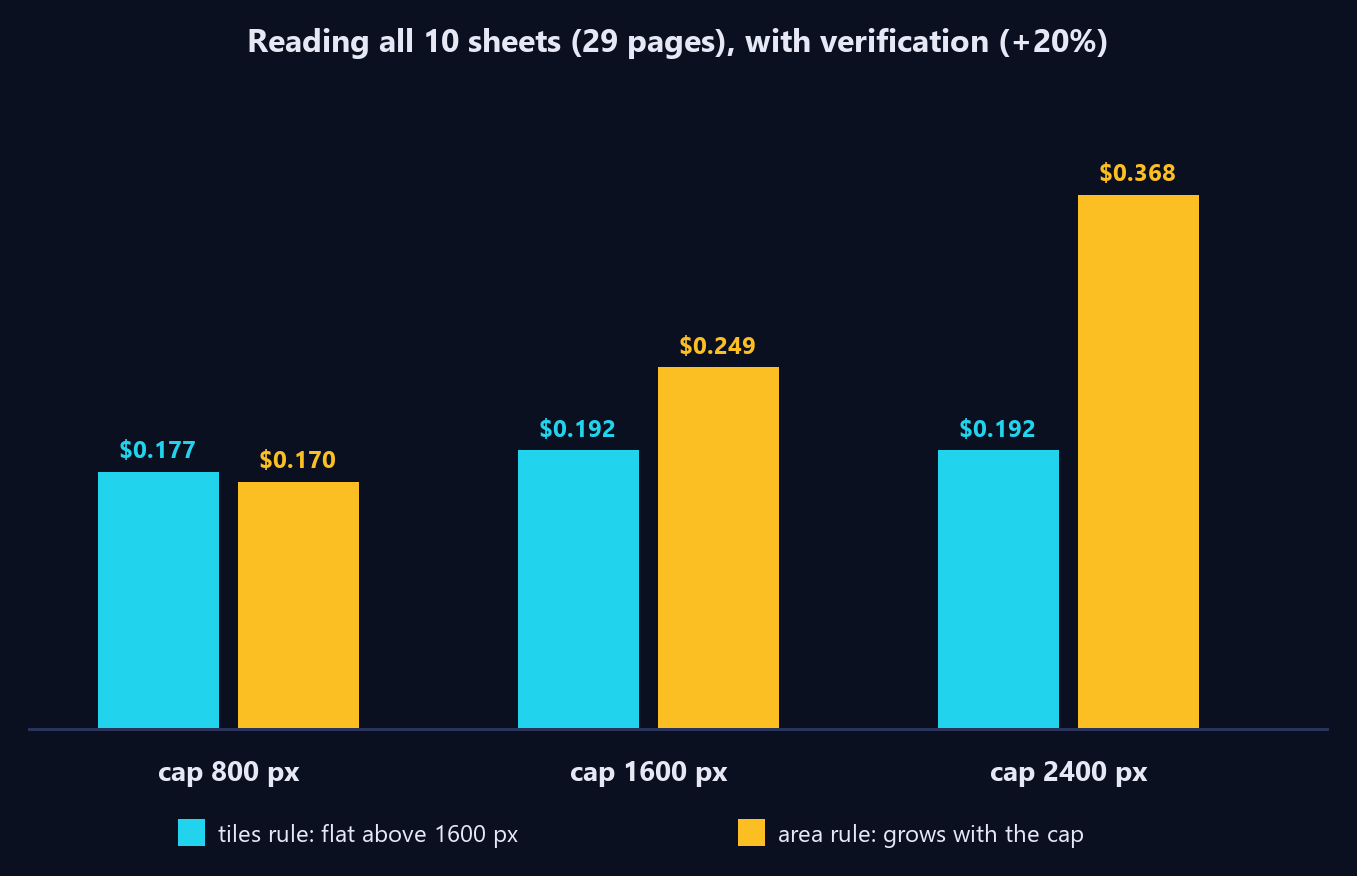 Reading all 10 sheets (29 pages), with verification (+20%)
$0.368
$0.249
$0.192
$0.192
$0.177
$0.170
cap 800 px
cap 1600 px
cap 2400 px
tiles rule: flat above 1600 px
area rule: grows with the cap